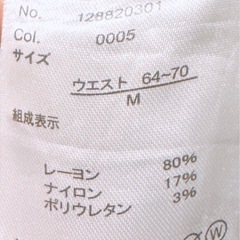 No. 128820301
Col. 0005
サイズ
ウエスト 64~70
M
組成表示
レーヨン 80%
ナイロン 17%
ポリウレタン 3%
W